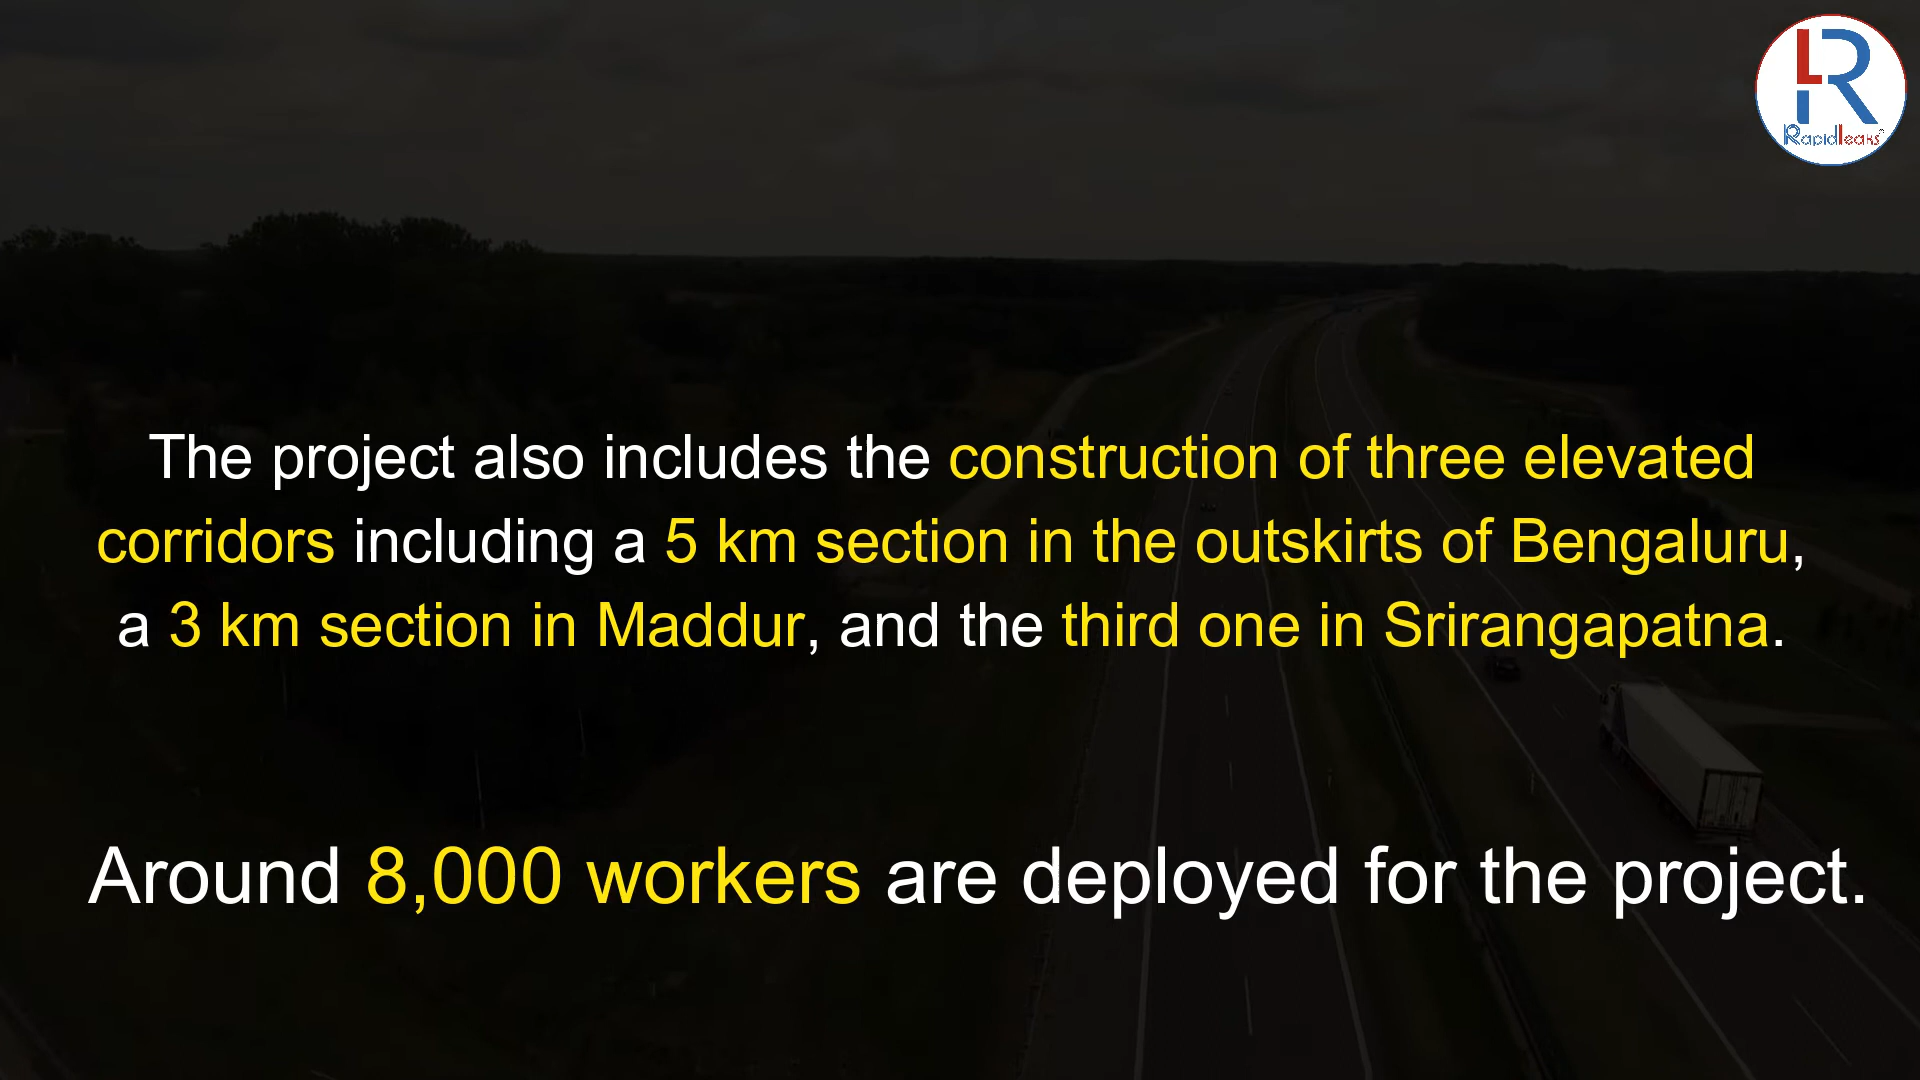 LR
Rapidleaks
The project also includes the construction of three elevated
corridors including a 5 km section in the outskirts of Bengaluru,
a 3 km section in Maddur, and the third one in Srirangapatna.
Around 8,000 workers are deployed for the project.